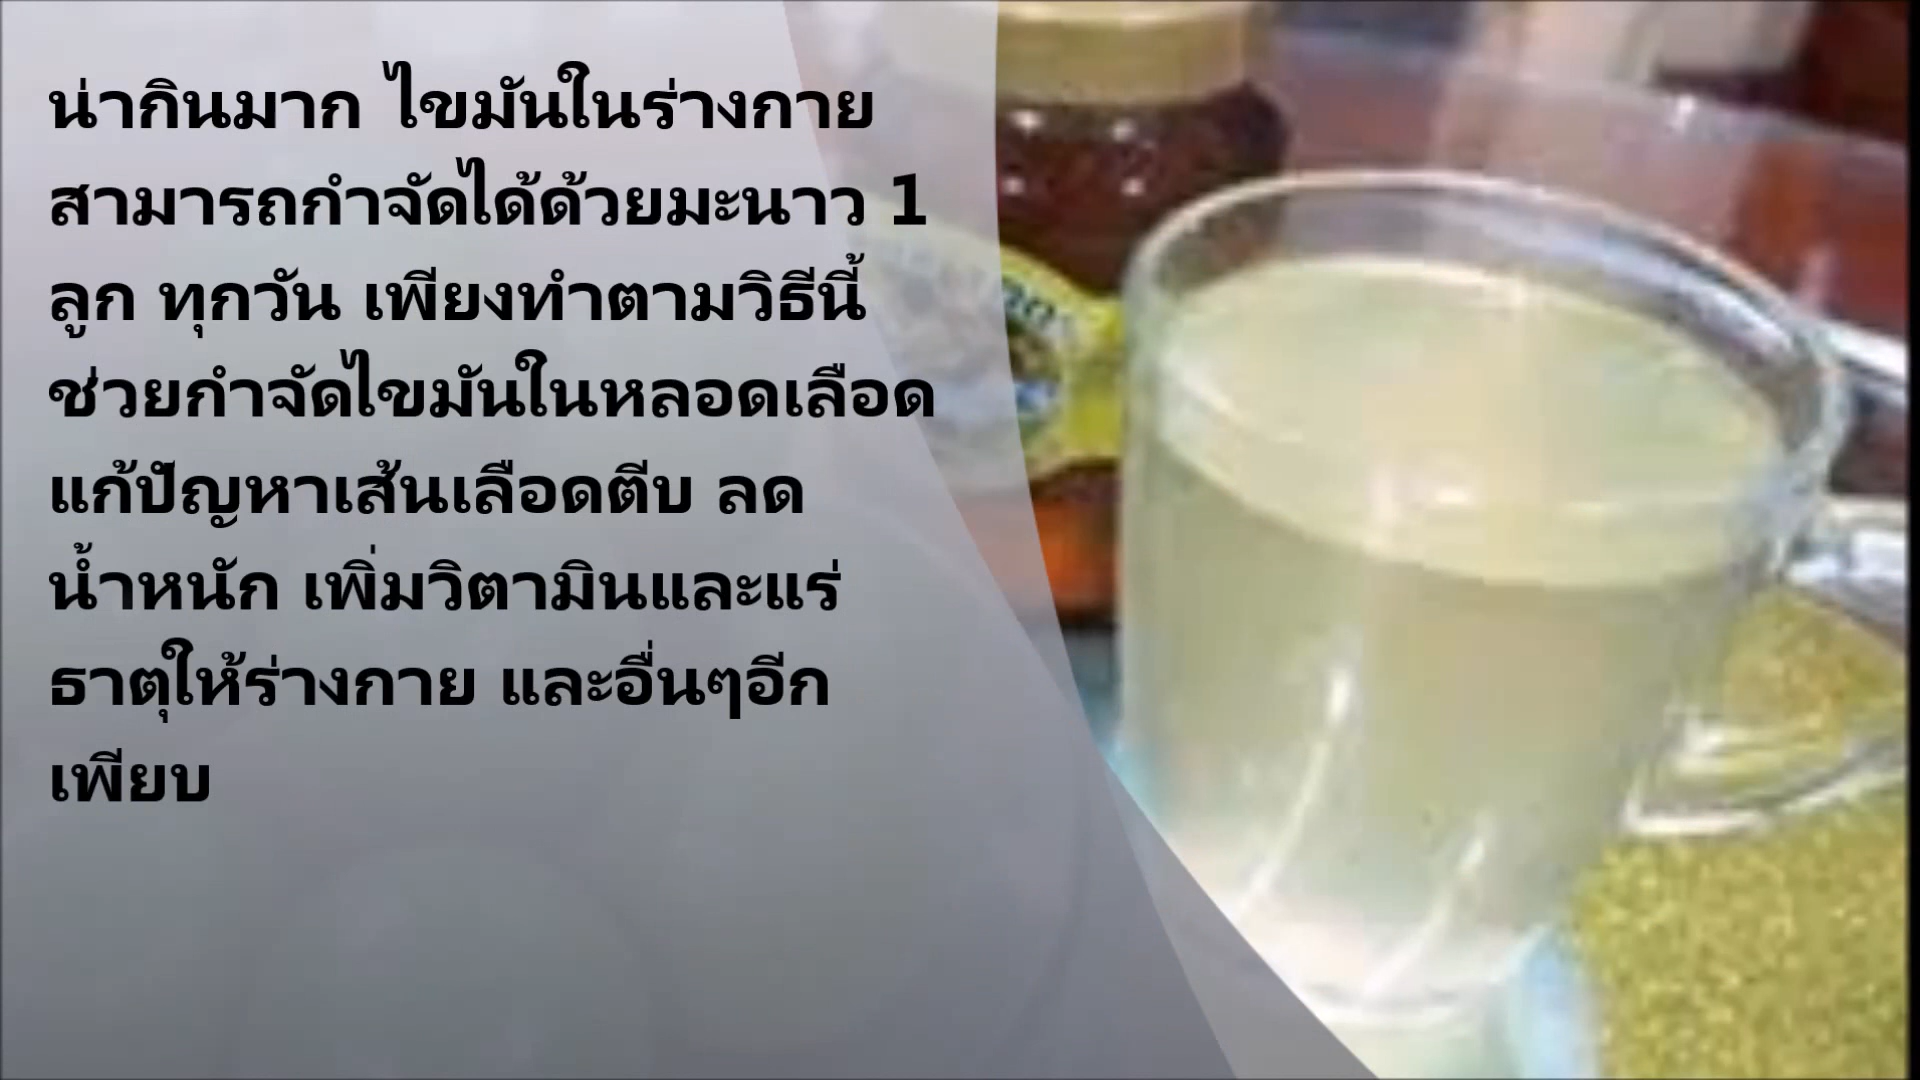 น่ากินมาก ไขมันในร่างกาย
สามารถกำจัดได้ด้วยมะนาว 1
ลูก ทุกวัน เพียงทำตามวิธีนี้
ช่วยกำจัดไขมันในหลอดเลือด
แก้ปัญหาเส้นเลือดตีบ ลด
น้ำหนัก เพิ่มวิตามินและแร่
ธาตุให้ร่างกาย และอื่นๆอีก
เพียบ